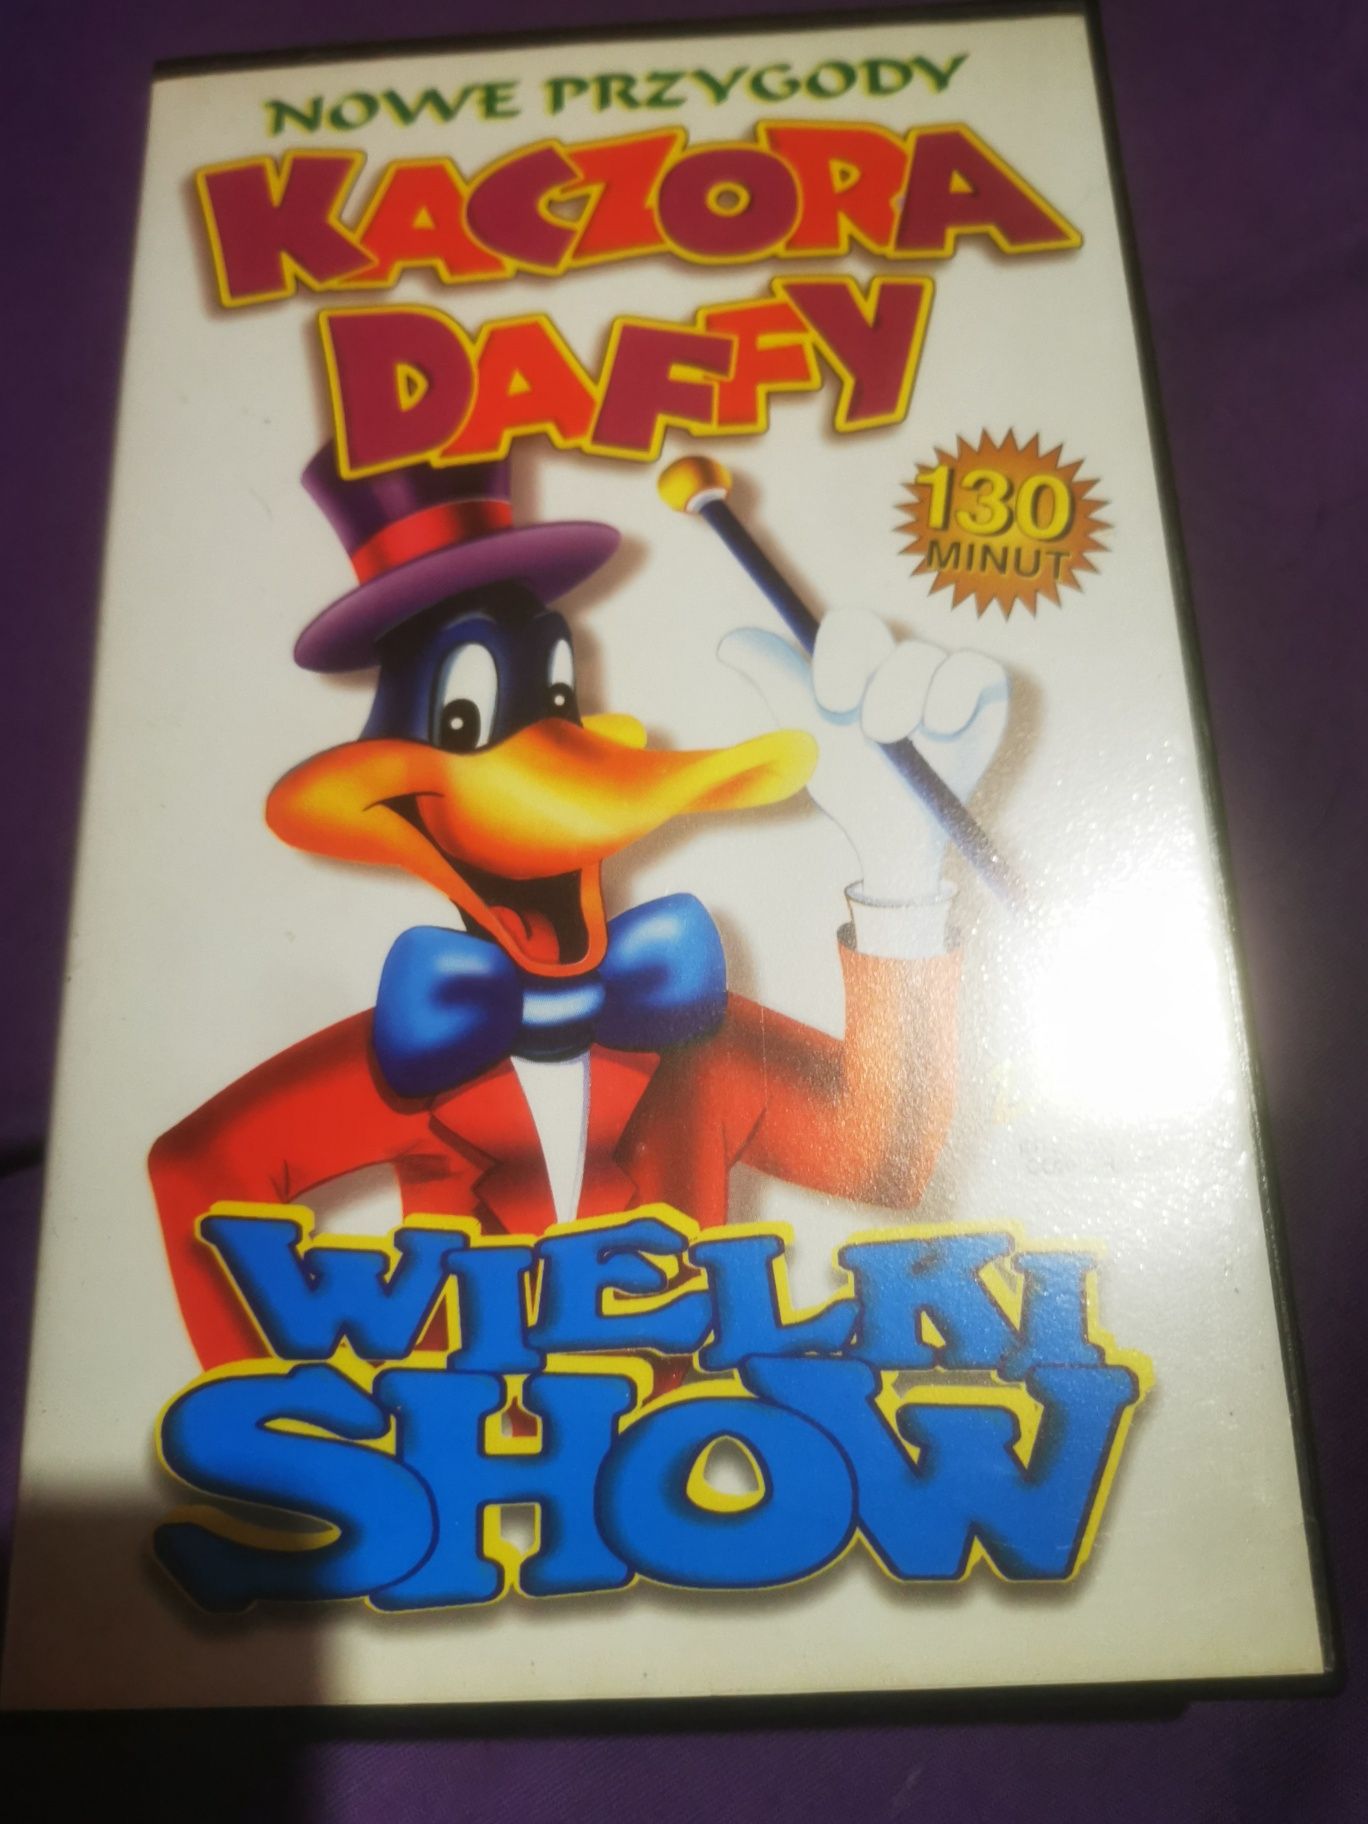 NOWE PRZYGODY
KACZORA
DAFFY
130
MINUT
WIELKI
SHOW